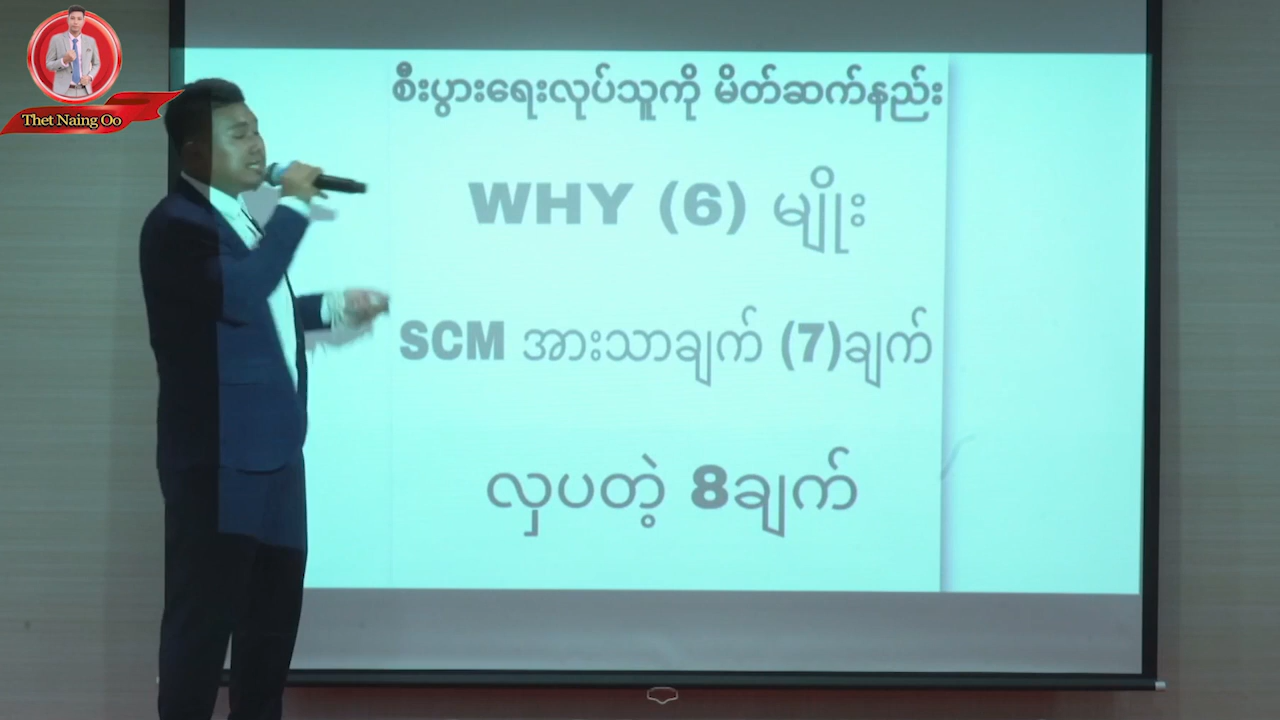 Thet Naing Oo
စီးပွားရေးလုပ်သူကို မိတ်ဆက်နည်း
WHY (6) မျိုး
SCM အားသာချက် (7)ချက်
လှပတဲ့ 8ချက်